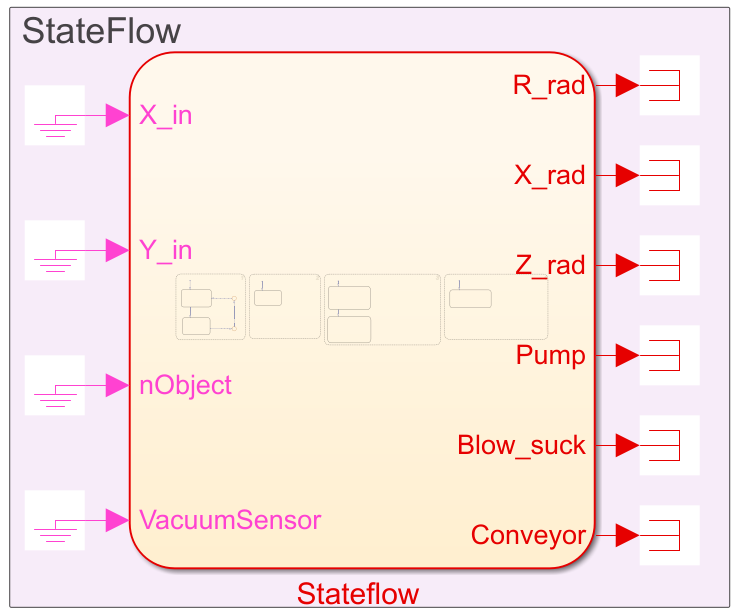 StateFlow
X_in
Y_in
nObject
VacuumSensor
R_rad
X_rad
Z_rad
Pump
Blow_suck
Conveyor
Stateflow